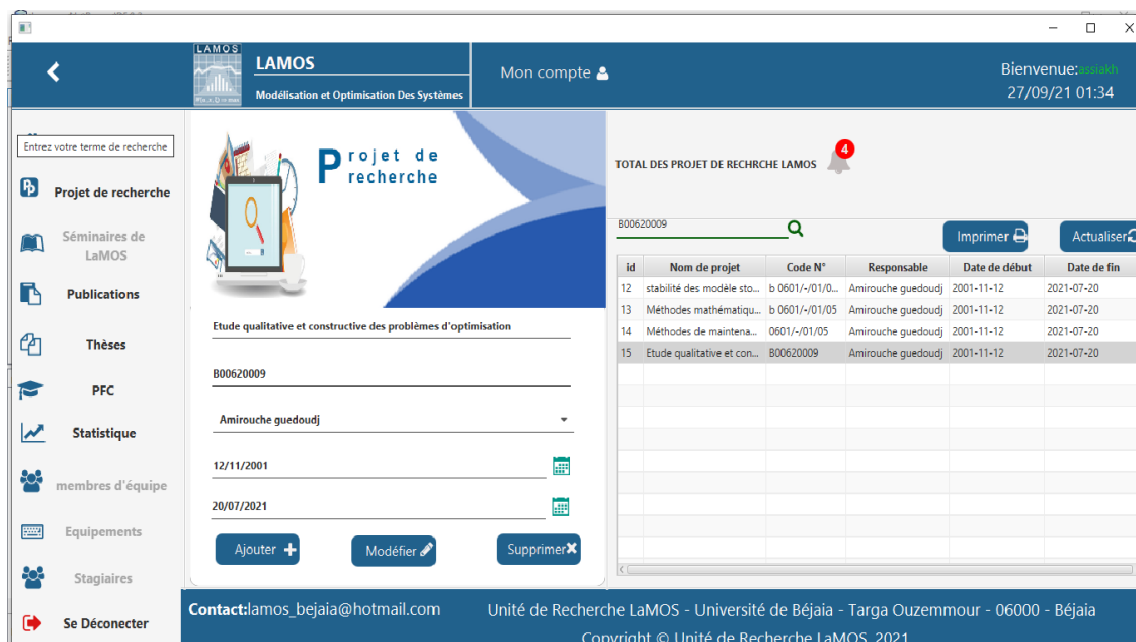 LAMOS
LAMOS
Modélisation et Optimisation Des Systèmes
Mon compte
Bienvenue:assiakh
27/09/21 01:34
Entrez votre terme de recherche
Projet de recherche
Séminaires de
LaMOS
Publications
Thèses
PFC
Statistique
membres d'équipe
Equipements
Stagiaires
Se Déconecter
Projet de
recherche
Etude qualitative et constructive des problèmes d'optimisation
B00620009
Amirouche guedoudj
12/11/2001
20/07/2021
Ajouter
Modéfier
Supprimer
TOTAL DES PROJET DE RECHRCHE LAMOS
4
B00620009
Imprimer
Actualiser
id Nom de projet Code N° Responsable Date de début Date de fin
12 stabilité des modèle sto... b 0601/-/01/0... Amirouche guedoudj 2001-11-12 2021-07-20
13 Méthodes mathématiqu... b 0601/-/01/05 Amirouche guedoudj 2001-11-12 2021-07-20
14 Méthodes de maintena... 0601/-/01/05 Amirouche guedoudj 2001-11-12 2021-07-20
15 Etude qualitative et con... B00620009 Amirouche guedoudj 2001-11-12 2021-07-20
Contact:lamos_bejaia@hotmail.com
Unité de Recherche LaMOS - Université de Béjaia - Targa Ouzemmour - 06000 - Béjaia
Copyright © Unité de Recherche LaMOS, 2021